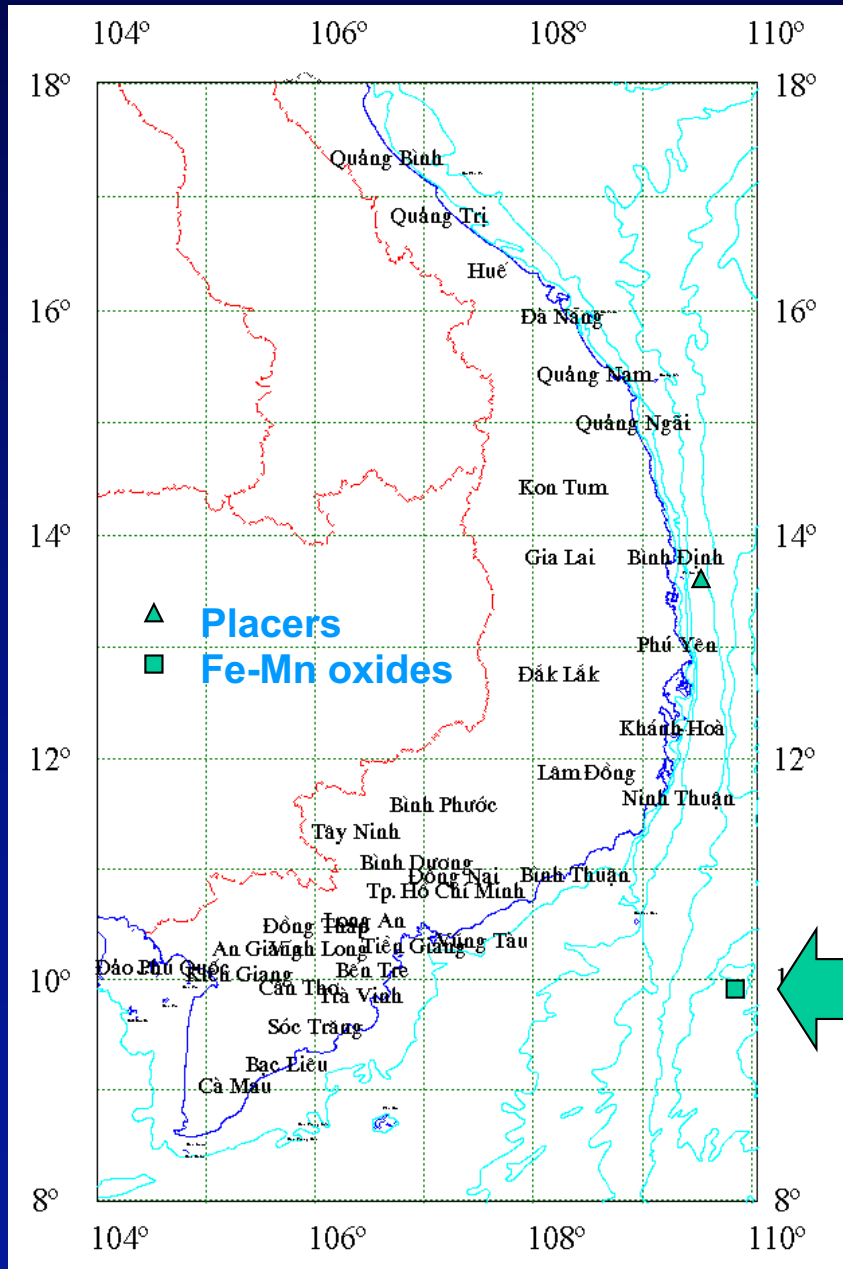 104° 106° 108° 110°
18° 18°
Quảng Bình
Quảng Trị
Huế
16° Đà Nẵng 16°
Quảng Nam
Quảng Ngãi
Kon Tum
14° Gia Lai Bình Định 14°
Placers
Phú Yên
Fe-Mn oxides Đắk Lắk
Khánh Hoà
12° Lâm Đồng 12°
Ninh Thuận
Bình Phước
Tây Ninh
Bình Dương
Đồng Nai Bình Thuận
Tp. Hồ Chí Minh
Long An
Đồng Tháp
An Giang Vĩnh Long Tiền Giang Vũng Tàu
Đảo Phú Quốc Kiên Giang Bến Tre
10° Cần Thơ Trà Vinh
Sóc Trăng
Bạc Liêu
Cà Mau
8° 8°
104° 106° 108° 110°